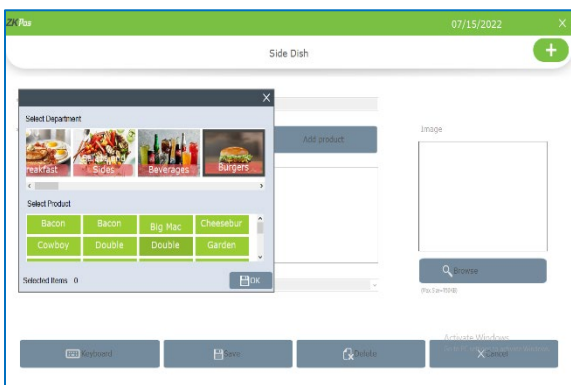 ZKPos 07/15/2022 X
Side Dish
+
X
Select Department
reakfast Sides Beverages Burgers
Select Product
Bacon Bacon Big Mac Cheesebur
Cowboy Double Double Garden
Selected Items 0 OK
Add product
Image
Browse
Activate Windows
Keyboard Save Delete Cancel